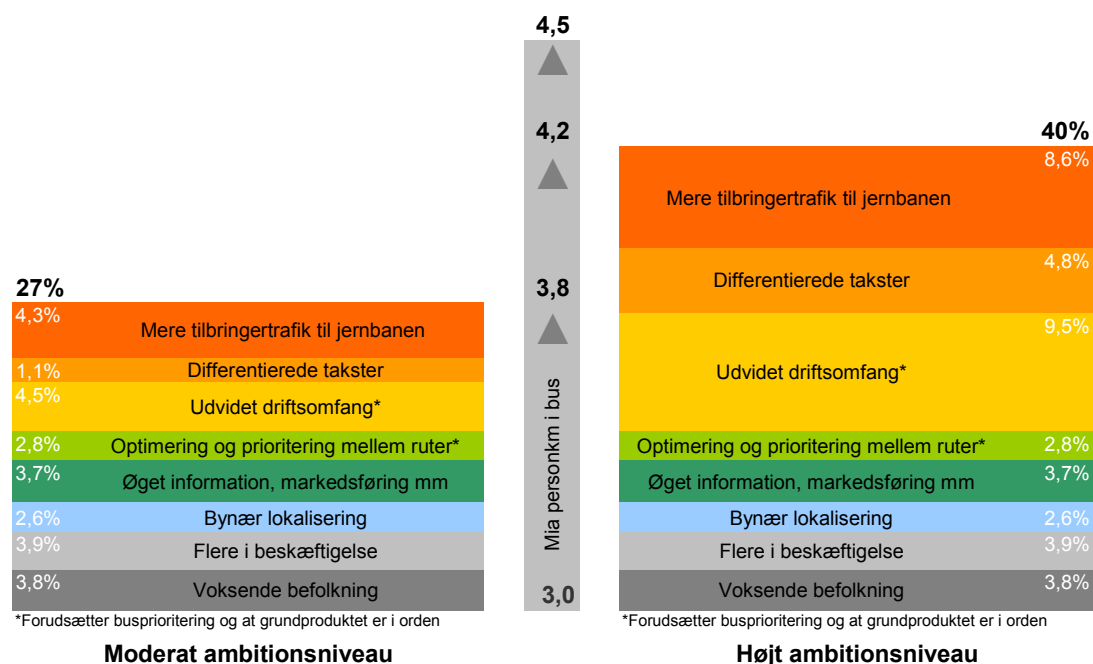 27%
4,3%
Mere tilbringertrafik til jernbanen
1,1%
Differentierede takster
4,5%
Udvidet driftsomfang*
2,8%
Optimering og prioritering mellem ruter*
3,7%
Øget information, markedsføring mm
2,6%
Bynær lokalisering
3,9%
Flere i beskæftigelse
3,8%
Voksende befolkning
*Forudsætter busprioritering og at grundproduktet er i orden
Moderat ambitionsniveau
4,5
4,2
3,8
Mia personkm i bus
3,0
40%
8,6%
Mere tilbringertrafik til jernbanen
4,8%
Differentierede takster
9,5%
Udvidet driftsomfang*
Optimering og prioritering mellem ruter*
2,8%
Øget information, markedsføring mm
3,7%
Bynær lokalisering
2,6%
Flere i beskæftigelse
3,9%
Voksende befolkning
3,8%
*Forudsætter busprioritering og at grundproduktet er i orden
Højt ambitionsniveau